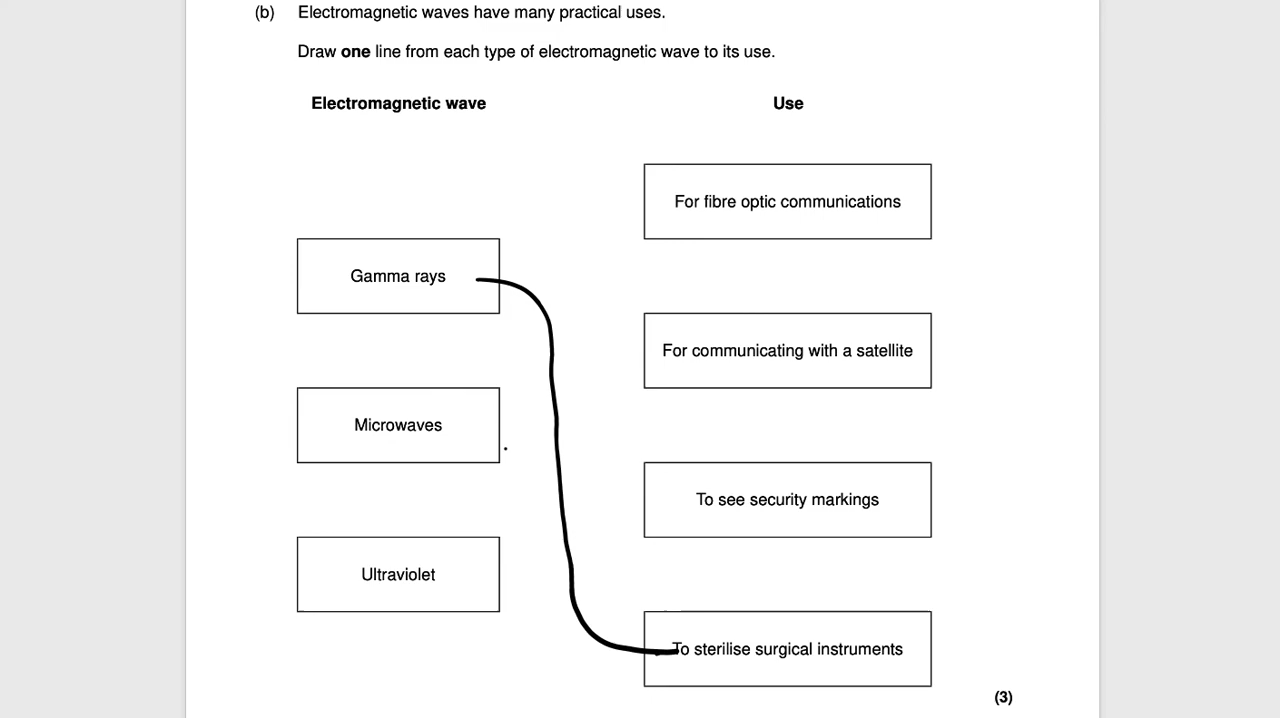 (b) Electromagnetic waves have many practical uses.
Draw one line from each type of electromagnetic wave to its use.
Electromagnetic wave Use
For fibre optic communications
Gamma rays
For communicating with a satellite
Microwaves
To see security markings
Ultraviolet
To sterilise surgical instruments
(3)